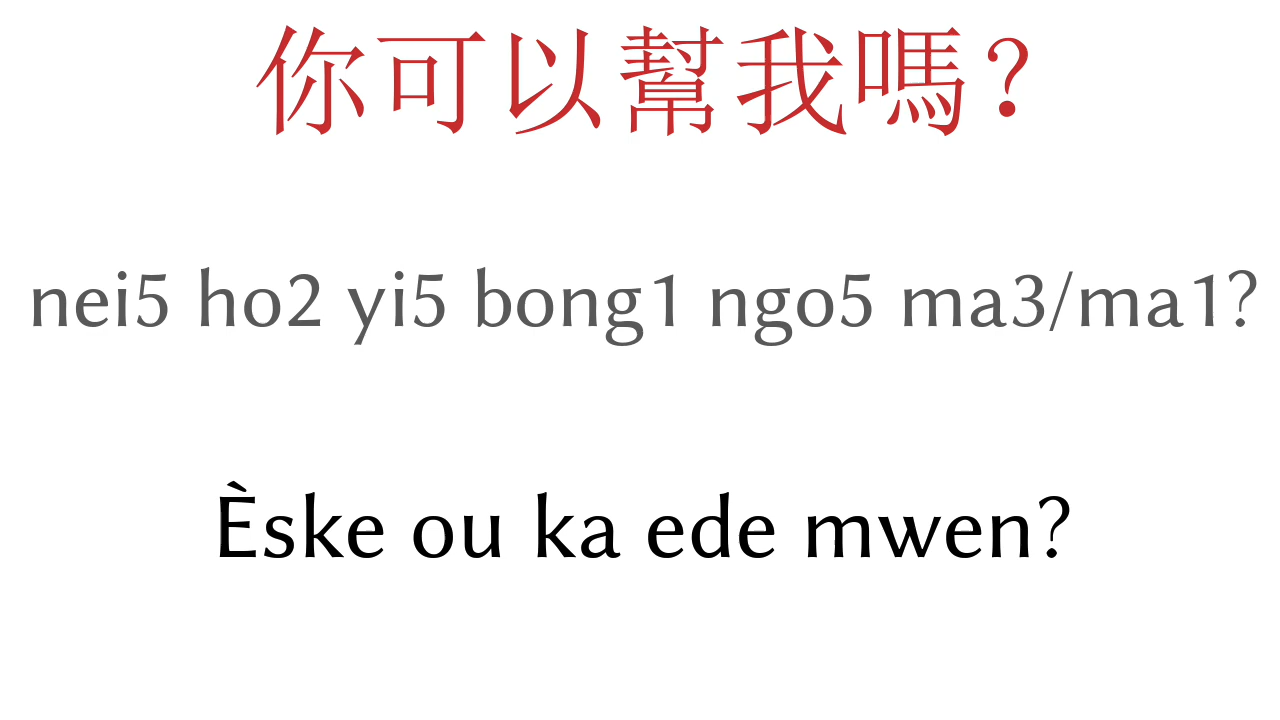 你可以幫我嗎？
nei5 ho2 yi5 bong1 ngo5 ma3/ma1?
Èske ou ka ede mwen?